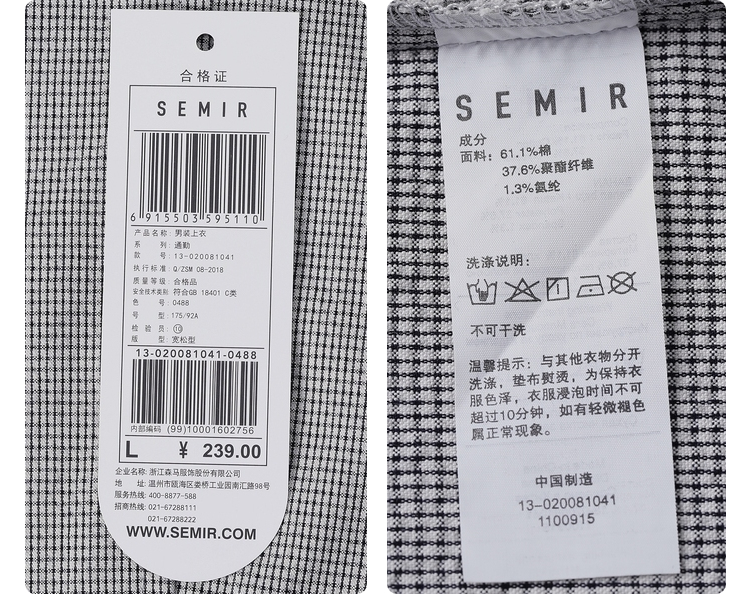 合格证
SEMIR
6 915503 595110
产品名称: 男装上衣
系 列: 通勤
款 号: 13-020081041
执行标准: Q/ZSM 08-2018
质量等级: 合格品
安全技术类别: 符合GB 18401 C类
色 号: 0488
号 型: 175/92A
检 验 员: ⑩
版 型: 宽松型
13-020081041-0488
内部编码 (99)10001602756
L ¥ 239.00
企业名称: 浙江森马服饰股份有限公司
地 址: 温州市瓯海区娄桥工业园南汇路98号
服务热线: 400-8877-588
招商热线: 021-67288111
021-67288222
WWW.SEMIR.COM
SEMIR
成分
面料: 61.1%棉
37.6%聚酯纤维
1.3%氨纶
洗涤说明:
不可干洗
温馨提示: 与其他衣物分开
洗涤, 垫布熨烫, 为保持衣
服色泽, 衣服浸泡时间不可
超过10分钟, 如有轻微褪色
属正常现象。
中国制造
13-020081041
1100915